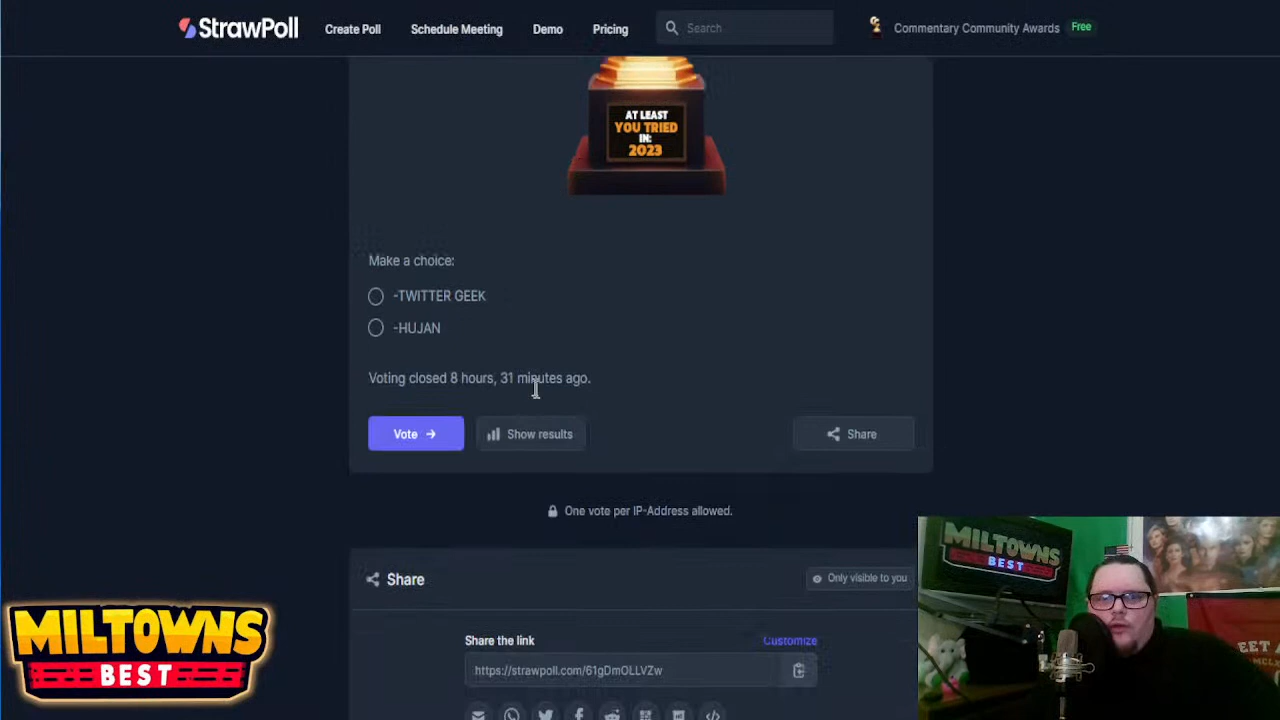 StrawPoll
Create Poll
Schedule Meeting
Demo
Pricing
Search
Commentary Community Awards
Free
AT LEAST
YOU TRIED
IN:
2023
Make a choice:
-TWITTER GEEK
-HUJAN
Voting closed 8 hours, 31 minutes ago.
Vote →
Show results
Share
One vote per IP-Address allowed.
Share
Only visible to you
Share the link
Customize
https://strawpoll.com/61gDmOLLVZw
MILTOWNS
BEST
MILTOWNS
BEST